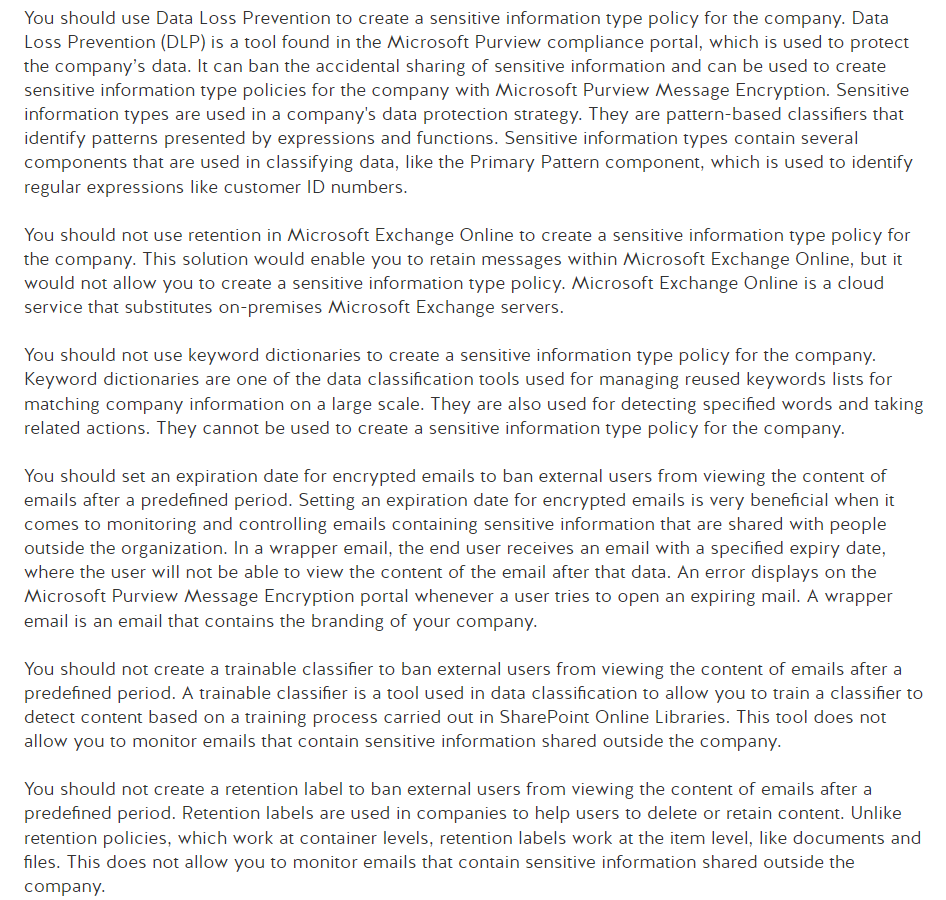 You should use Data Loss Prevention to create a sensitive information type policy for the company. Data
Loss Prevention (DLP) is a tool found in the Microsoft Purview compliance portal, which is used to protect
the company's data. It can ban the accidental sharing of sensitive information and can be used to create
sensitive information type policies for the company with Microsoft Purview Message Encryption. Sensitive
information types are used in a company's data protection strategy. They are pattern-based classifiers that
identify patterns presented by expressions and functions. Sensitive information types contain several
components that are used in classifying data, like the Primary Pattern component, which is used to identify
regular expressions like customer ID numbers.
You should not use retention in Microsoft Exchange Online to create a sensitive information type policy for
the company. This solution would enable you to retain messages within Microsoft Exchange Online, but it
would not allow you to create a sensitive information type policy. Microsoft Exchange Online is a cloud
service that substitutes on-premises Microsoft Exchange servers.
You should not use keyword dictionaries to create a sensitive information type policy for the company.
Keyword dictionaries are one of the data classification tools used for managing reused keywords lists for
matching company information on a large scale. They are also used for detecting specified words and taking
related actions. They cannot be used to create a sensitive information type policy for the company.
You should set an expiration date for encrypted emails to ban external users from viewing the content of
emails after a predefined period. Setting an expiration date for encrypted emails is very beneficial when it
comes to monitoring and controlling emails containing sensitive information that are shared with people
outside the organization. In a wrapper email, the end user receives an email with a specified expiry date,
where the user will not be able to view the content of the email after that data. An error displays on the
Microsoft Purview Message Encryption portal whenever a user tries to open an expiring mail. A wrapper
email is an email that contains the branding of your company.
You should not create a trainable classifier to ban external users from viewing the content of emails after a
predefined period. A trainable classifier is a tool used in data classification to allow you to train a classifier to
detect content based on a training process carried out in SharePoint Online Libraries. This tool does not
allow you to monitor emails that contain sensitive information shared outside the company.
You should not create a retention label to ban external users from viewing the content of emails after a
predefined period. Retention labels are used in companies to help users to delete or retain content. Unlike
retention policies, which work at container levels, retention labels work at the item level, like documents and
files. This does not allow you to monitor emails that contain sensitive information shared outside the
company.